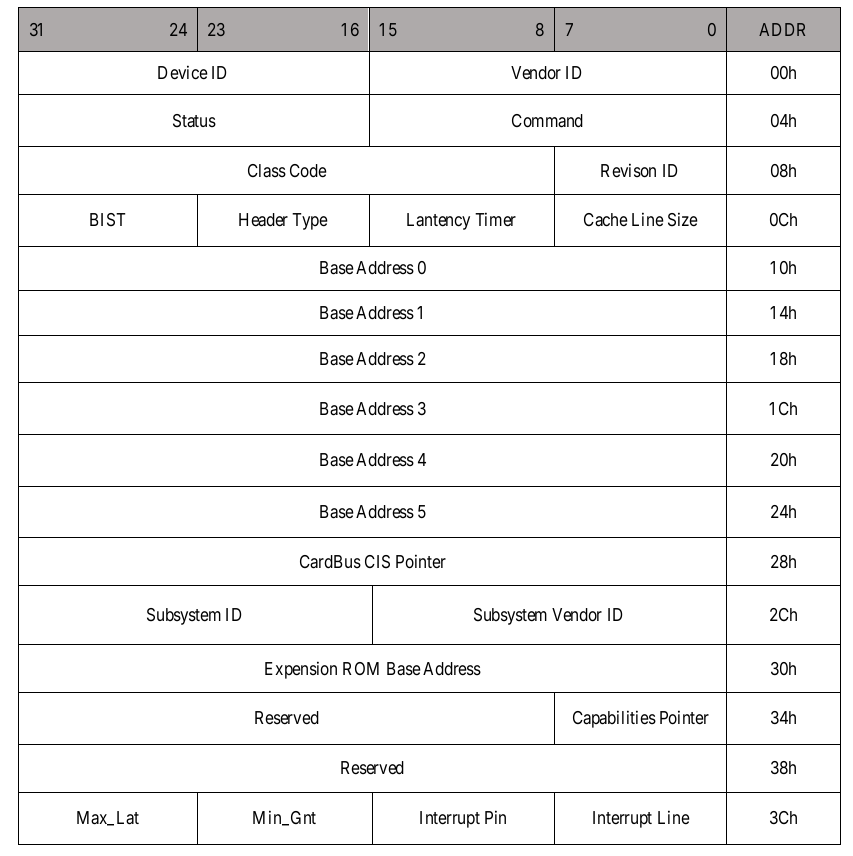 31 24 23 16 15 8 7 0 ADDR
Device ID Vendor ID 00h
Status Command 04h
Class Code Revison ID 08h
BIST Header Type Lantency Timer Cache Line Size 0Ch
Base Address 0 10h
Base Address 1 14h
Base Address 2 18h
Base Address 3 1Ch
Base Address 4 20h
Base Address 5 24h
CardBus CIS Pointer 28h
Subsystem ID Subsystem Vendor ID 2Ch
Expension ROM Base Address 30h
Reserved Capabilities Pointer 34h
Reserved 38h
Max_Lat Min_Gnt Interrupt Pin Interrupt Line 3Ch